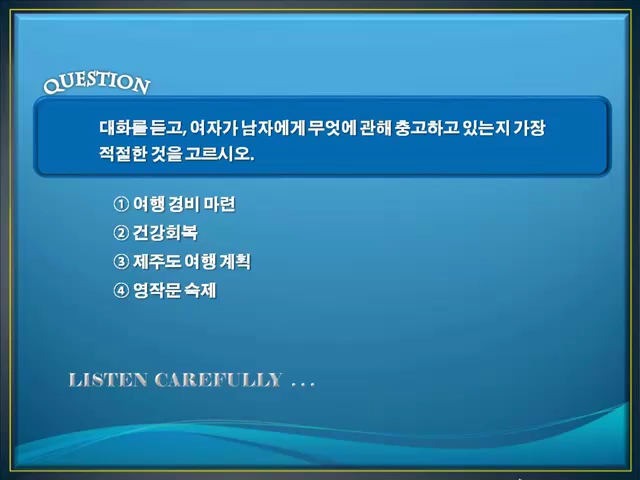 QUESTION
대화를 듣고, 여자가 남자에게 무엇에 관해 충고하고 있는지 가장
적절한 것을 고르시오.
① 여행 경비 마련
② 건강회복
③ 제주도 여행 계획
④ 영작문 숙제
LISTEN CAREFULLY . . .